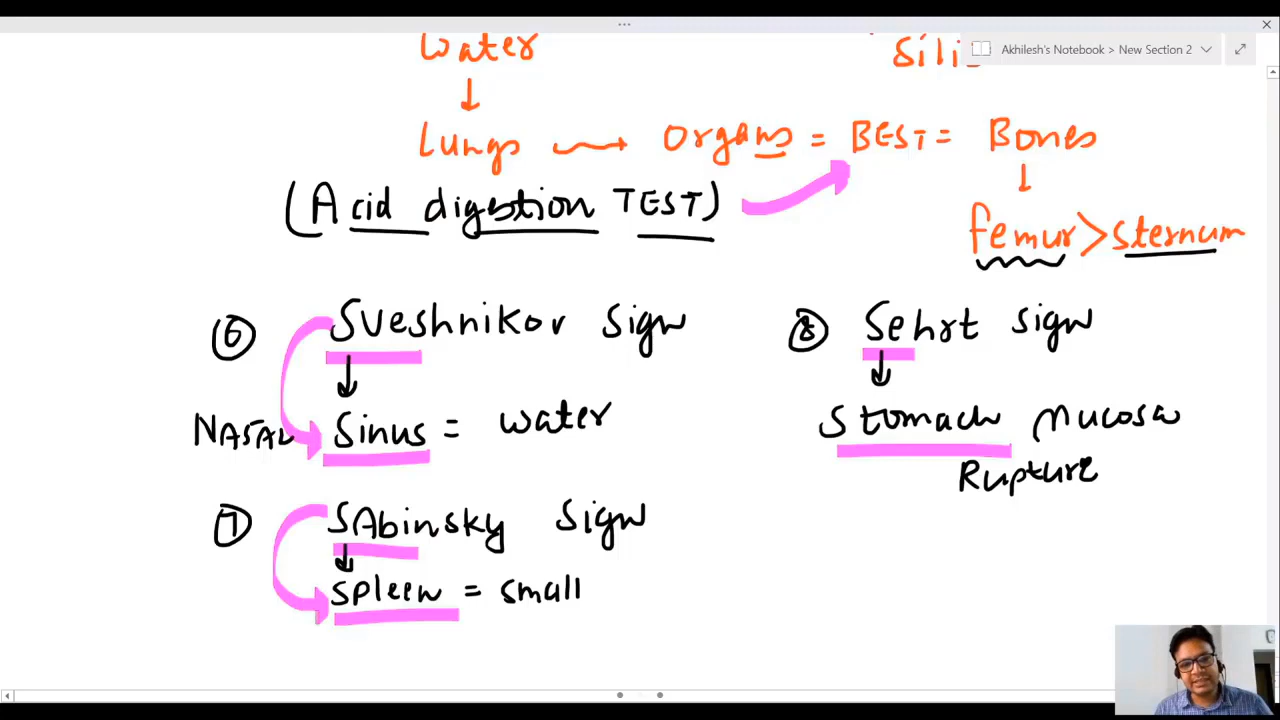 Akhilesh's Notebook > New Section 2
Water
Lungs → Organs = BEST = Bones
(Acid digestion TEST)
femur > sternum
6 Sveshnikov sign
NASAL Sinus = water
7 SAbinsky sign
spleen = small
8 Sehrt sign
Stomach Mucosa
Rupture